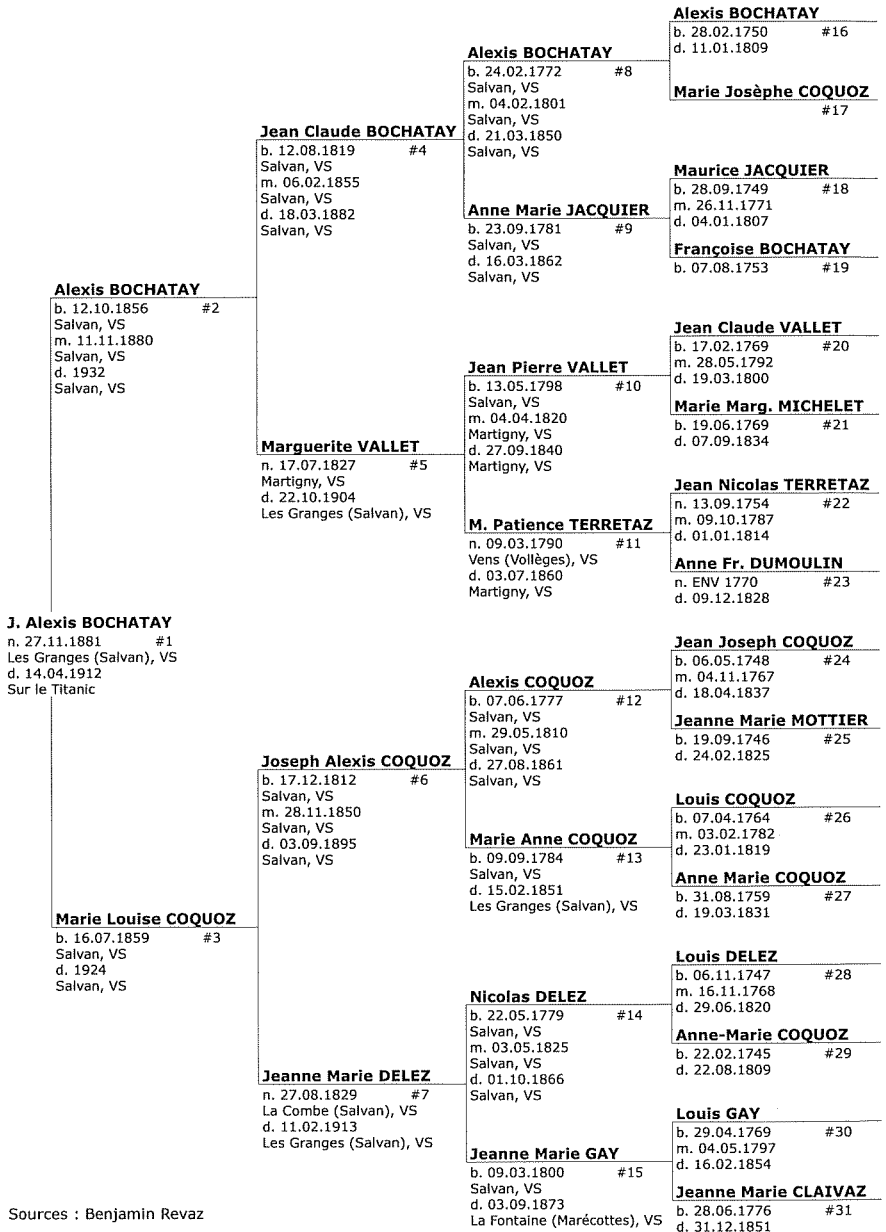 J. Alexis BOCHATAY
n. 27.11.1881 #1
Les Granges (Salvan), VS
d. 14.04.1912
Sur le Titanic
Alexis BOCHATAY
b. 12.10.1856 #2
Salvan, VS
m. 11.11.1880
Salvan, VS
d. 1932
Salvan, VS
Marie Louise COQUOZ
b. 16.07.1859 #3
Salvan, VS
d. 1924
Salvan, VS
Jean Claude BOCHATAY
b. 12.08.1819 #4
Salvan, VS
m. 06.02.1855
Salvan, VS
d. 18.03.1882
Salvan, VS
Marguerite VALLET
n. 17.07.1827 #5
Martigny, VS
d. 22.10.1904
Les Granges (Salvan), VS
Joseph Alexis COQUOZ
b. 17.12.1812 #6
Salvan, VS
m. 28.11.1850
Salvan, VS
d. 03.09.1895
Salvan, VS
Jeanne Marie DELEZ
n. 27.08.1829 #7
La Combe (Salvan), VS
d. 11.02.1913
Les Granges (Salvan), VS
Alexis BOCHATAY
b. 24.02.1772 #8
Salvan, VS
m. 04.02.1801
Salvan, VS
d. 21.03.1850
Salvan, VS
Anne Marie JACQUIER
b. 23.09.1781 #9
Salvan, VS
d. 16.03.1862
Salvan, VS
Jean Pierre VALLET
b. 13.05.1798 #10
Salvan, VS
m. 04.04.1820
Martigny, VS
d. 27.09.1840
Martigny, VS
M. Patience TERRETAZ
n. 09.03.1790 #11
Vens (Vollèges), VS
d. 03.07.1860
Martigny, VS
Alexis COQUOZ
b. 07.06.1777 #12
Salvan, VS
m. 29.05.1810
Salvan, VS
d. 27.08.1861
Salvan, VS
Marie Anne COQUOZ
b. 09.09.1784 #13
Salvan, VS
d. 15.02.1851
Les Granges (Salvan), VS
Nicolas DELEZ
b. 22.05.1779 #14
Salvan, VS
m. 03.05.1825
Salvan, VS
d. 01.10.1866
Salvan, VS
Jeanne Marie GAY
b. 09.03.1800 #15
Salvan, VS
d. 03.09.1873
La Fontaine (Marécottes), VS
Alexis BOCHATAY
b. 28.02.1750 #16
d. 11.01.1809
Marie Josèphe COQUOZ
#17
Maurice JACQUIER
b. 28.09.1749 #18
m. 26.11.1771
d. 04.01.1807
Françoise BOCHATAY
b. 07.08.1753 #19
Jean Claude VALLET
b. 17.02.1769 #20
m. 28.05.1792
d. 19.03.1800
Marie Marg. MICHELET
b. 19.06.1769 #21
d. 07.09.1834
Jean Nicolas TERRETAZ
n. 13.09.1754 #22
m. 09.10.1787
d. 01.01.1814
Anne Fr. DUMOULIN
n. ENV 1770 #23
d. 09.12.1828
Jean Joseph COQUOZ
b. 06.05.1748 #24
m. 04.11.1767
d. 18.04.1837
Jeanne Marie MOTTIER
b. 19.09.1746 #25
d. 24.02.1825
Louis COQUOZ
b. 07.04.1764 #26
m. 03.02.1782
d. 23.01.1819
Anne Marie COQUOZ
b. 31.08.1759 #27
d. 19.03.1831
Louis DELEZ
b. 06.11.1747 #28
m. 16.11.1768
d. 29.06.1820
Anne-Marie COQUOZ
b. 22.02.1745 #29
d. 22.08.1809
Louis GAY
b. 29.04.1769 #30
m. 04.05.1797
d. 16.02.1854
Jeanne Marie CLAIVAZ
b. 28.06.1776 #31
d. 31.12.1851
Sources : Benjamin Revaz